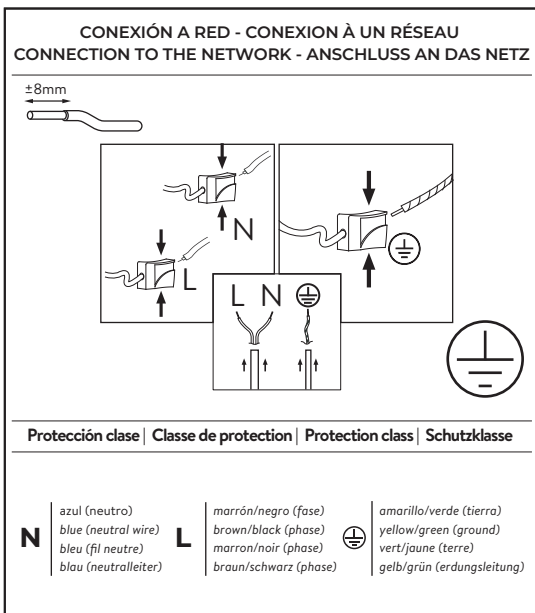 CONEXIÓN A RED - CONEXION À UN RÉSEAU
CONNECTION TO THE NETWORK - ANSCHLUSS AN DAS NETZ
±8mm
N
L
L N
Protección clase | Classe de protection | Protection class | Schutzklasse
N
azul (neutro)
blue (neutral wire)
bleu (fil neutre)
blau (neutralleiter)
L
marrón/negro (fase)
brown/black (phase)
marron/noir (phase)
braun/schwarz (phase)
amarillo/verde (tierra)
yellow/green (ground)
vert/jaune (terre)
gelb/grün (erdungsleitung)